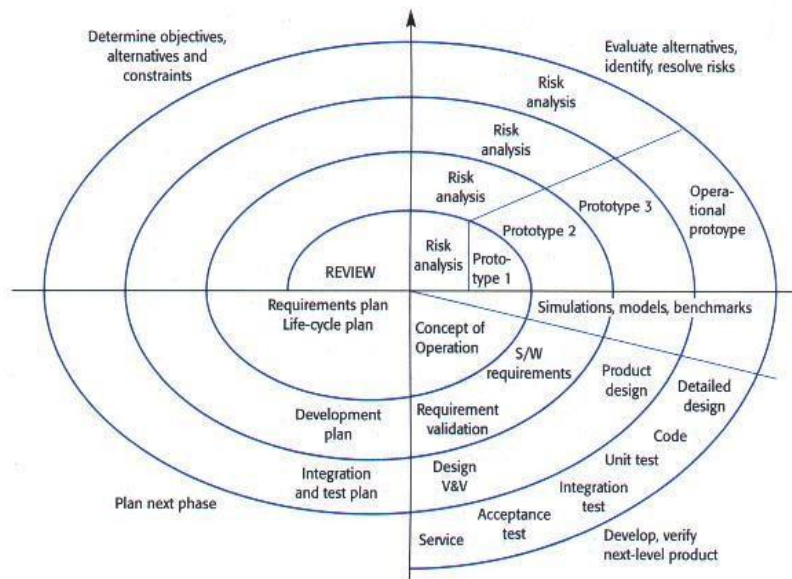 Determine objectives,
alternatives and
constraints
Evaluate alternatives,
identify, resolve risks
Risk
analysis
Risk
analysis
Risk
analysis
Opera-
tional
protoype
Prototype 3
Prototype 2
Risk
analysis
Proto-
type 1
REVIEW
Requirements plan
Life-cycle plan
Simulations, models, benchmarks
Concept of
Operation
S/W
requirements
Product
design
Detailed
design
Development
plan
Requirement
validation
Code
Unit test
Integration
and test plan
Design
V&V
Integration
test
Plan next phase
Acceptance
test
Service
Develop, verify
next-level product